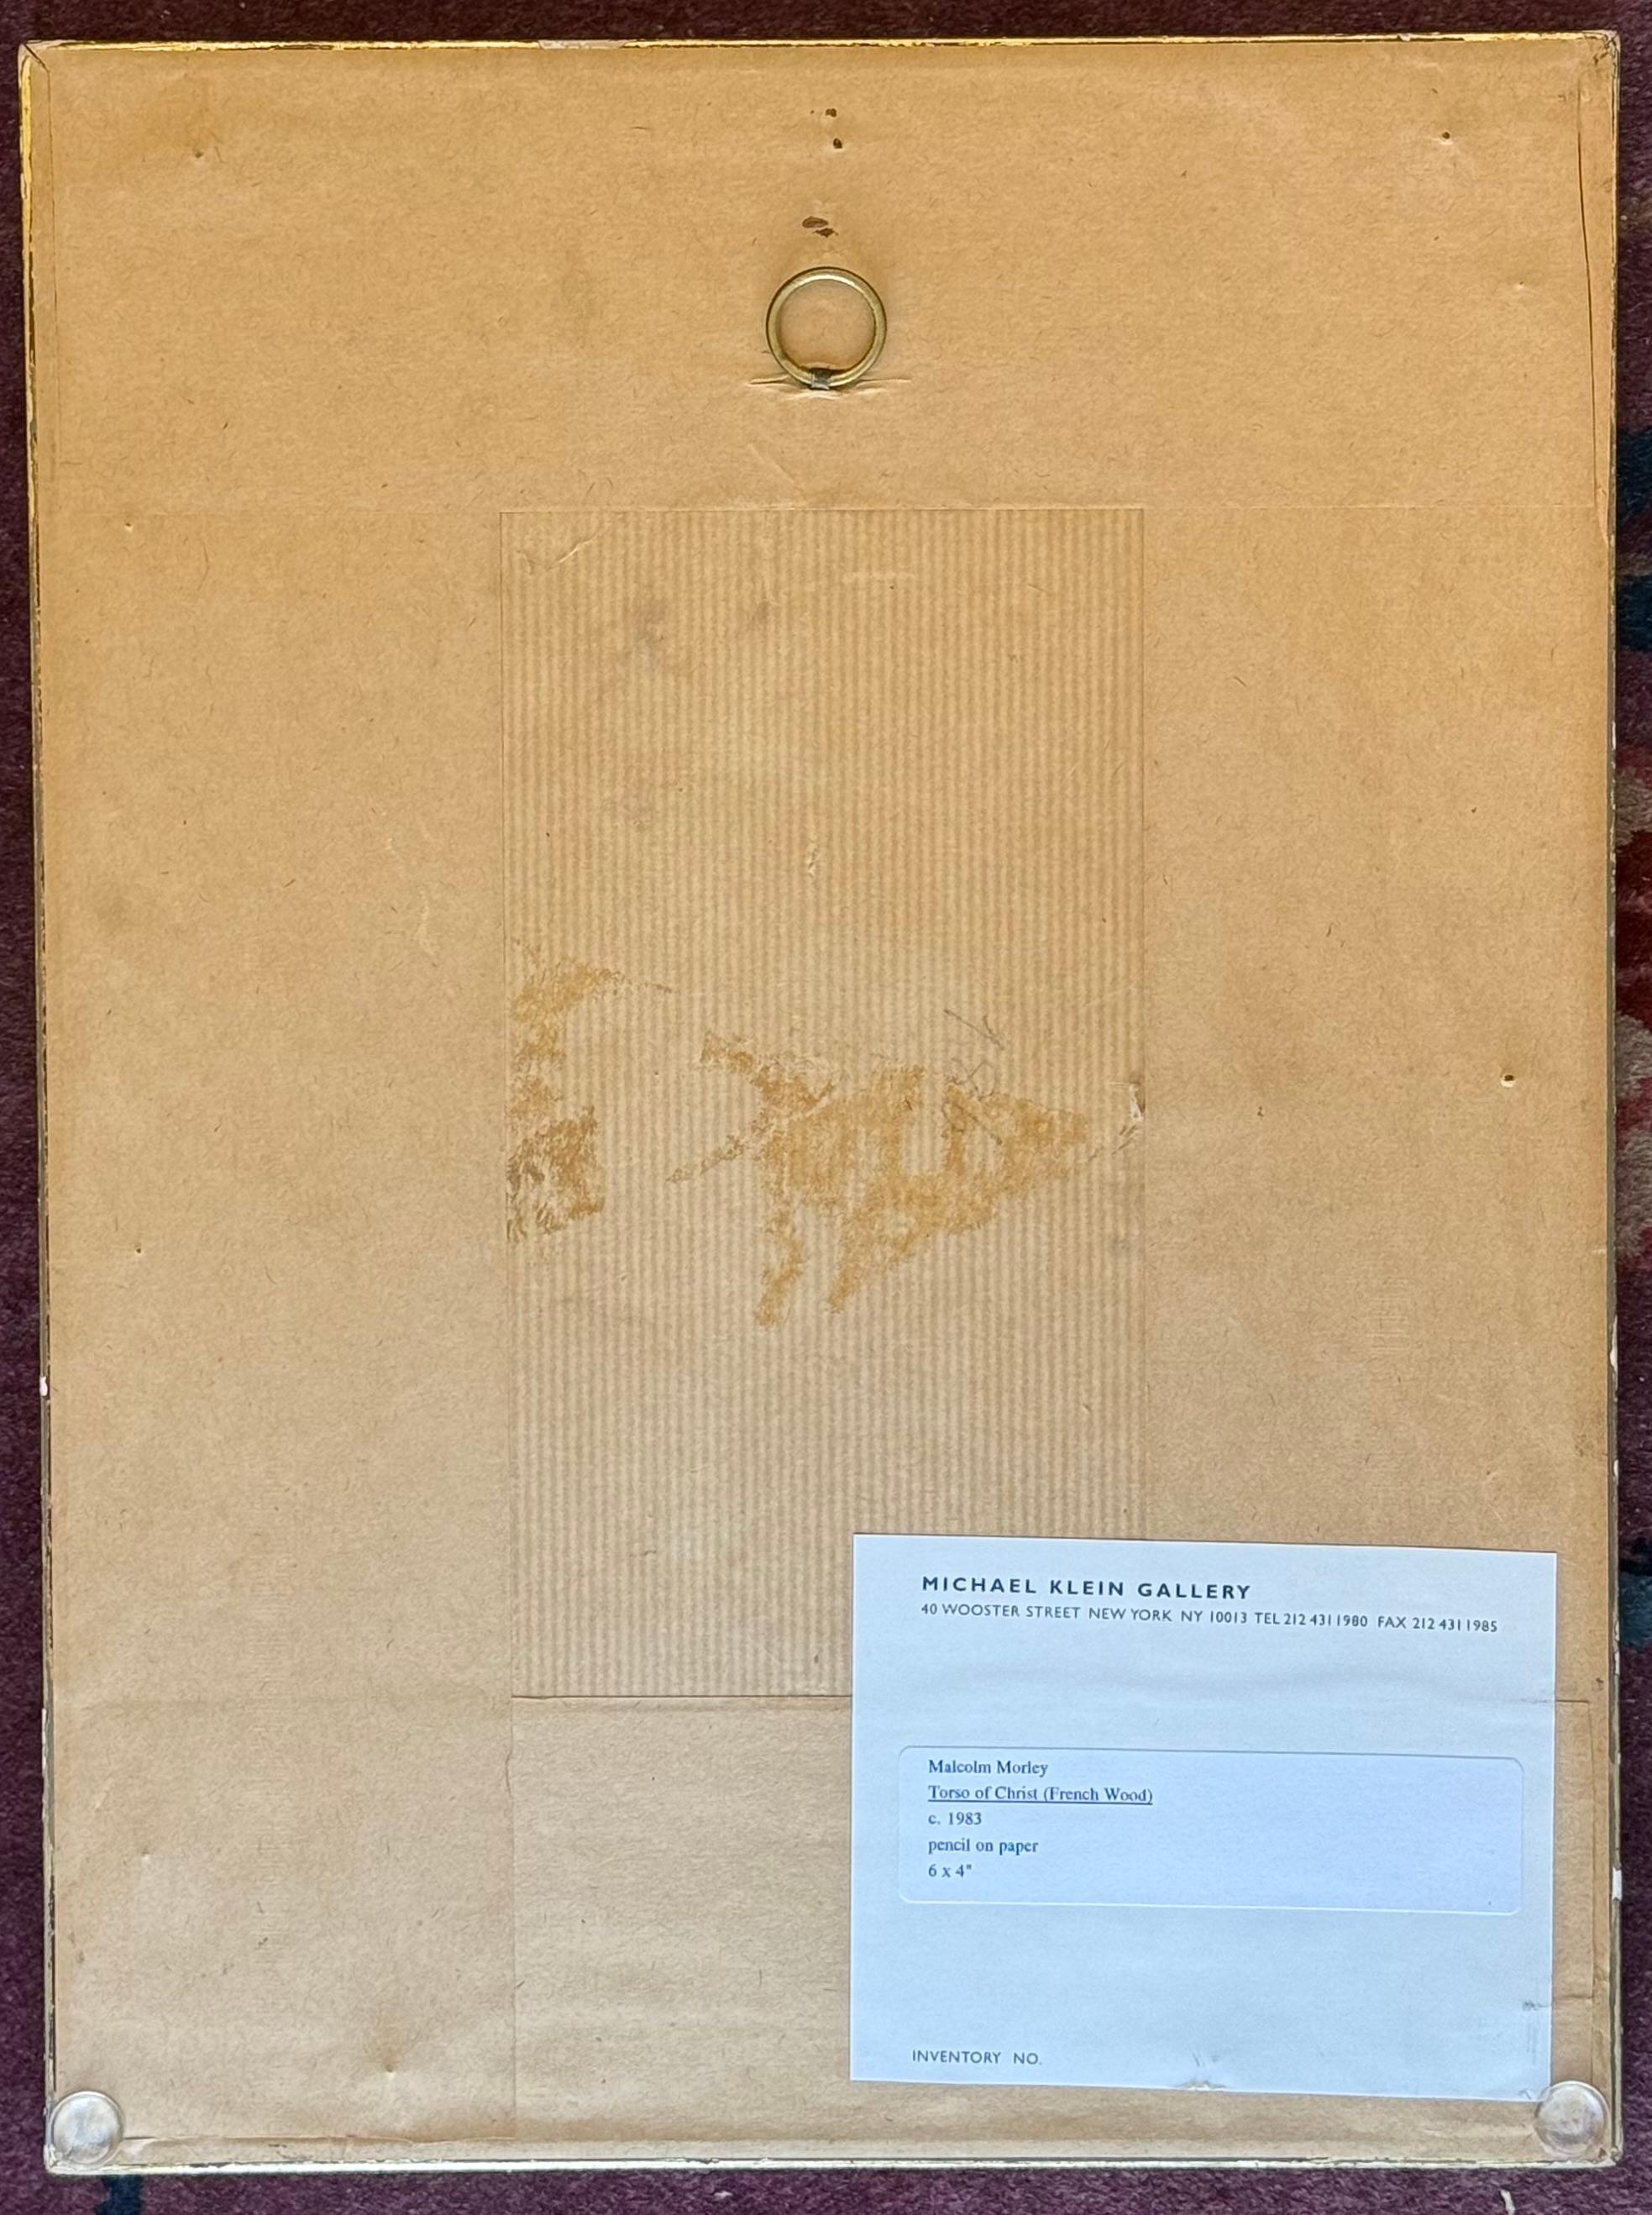 MICHAEL KLEIN GALLERY
40 WOOSTER STREET NEW YORK NY 10013 TEL 212 431 1980 FAX 212 431 1985
Malcolm Morley
Torso of Christ (French Wood)
c. 1983
pencil on paper
6 x 4"
INVENTORY NO.